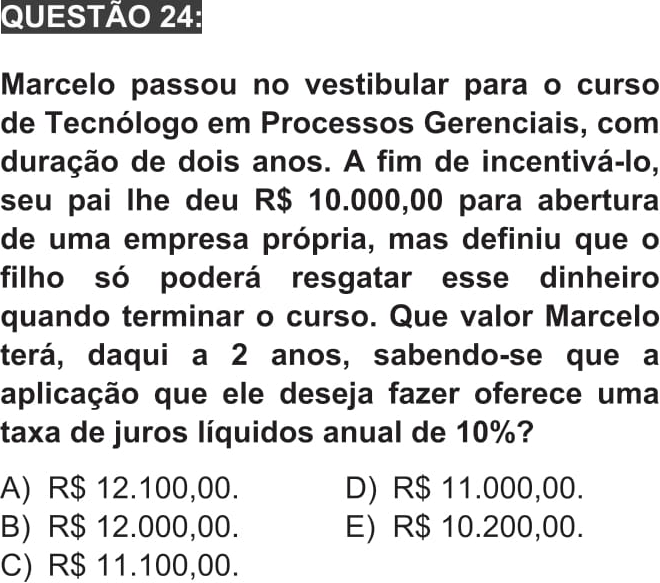 QUESTÃO 24:
Marcelo passou no vestibular para o curso
de Tecnólogo em Processos Gerenciais, com
duração de dois anos. A fim de incentivá-lo,
seu pai lhe deu R$ 10.000,00 para abertura
de uma empresa própria, mas definiu que o
filho só poderá resgatar esse dinheiro
quando terminar o curso. Que valor Marcelo
terá, daqui a 2 anos, sabendo-se que a
aplicação que ele deseja fazer oferece uma
taxa de juros líquidos anual de 10%?
A) R$ 12.100,00.
B) R$ 12.000,00.
C) R$ 11.100,00.
D) R$ 11.000,00.
E) R$ 10.200,00.